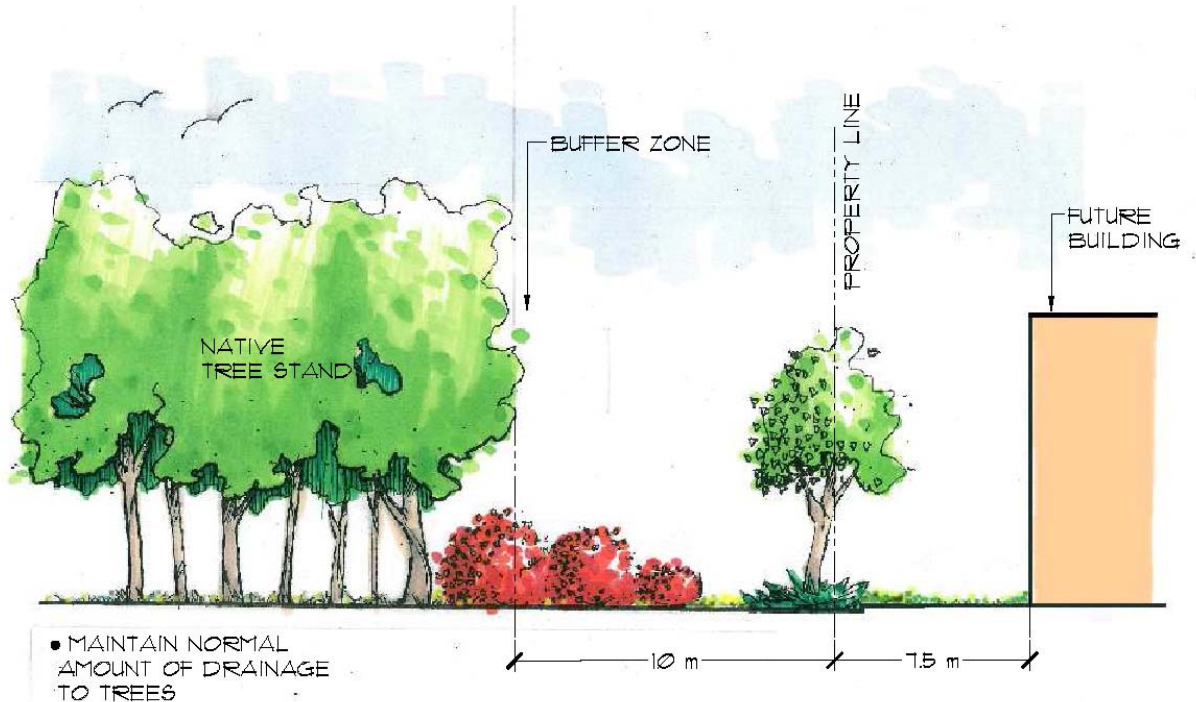 BUFFER ZONE
PROPERTY LINE
FUTURE
BUILDING
NATIVE
TREE STAND
● MAINTAIN NORMAL
AMOUNT OF DRAINAGE
TO TREES
10 m
7.5 m